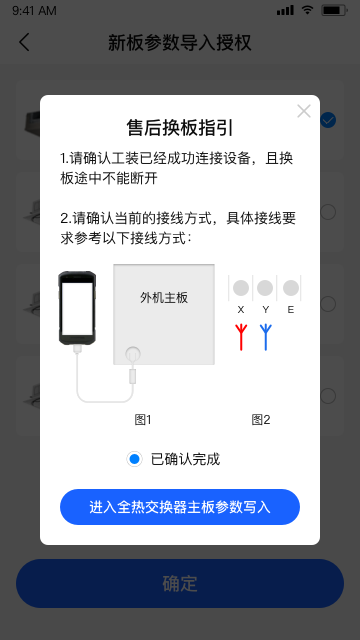 9:41 AM
新板参数导入授权
售后换板指引
1.请确认工装已经成功连接设备，且换
板途中不能断开
2.请确认当前的接线方式，具体接线要
求参考以下接线方式：
外机主板
X Y E
图1 图2
已确认完成
进入全热交换器主板参数写入
确定